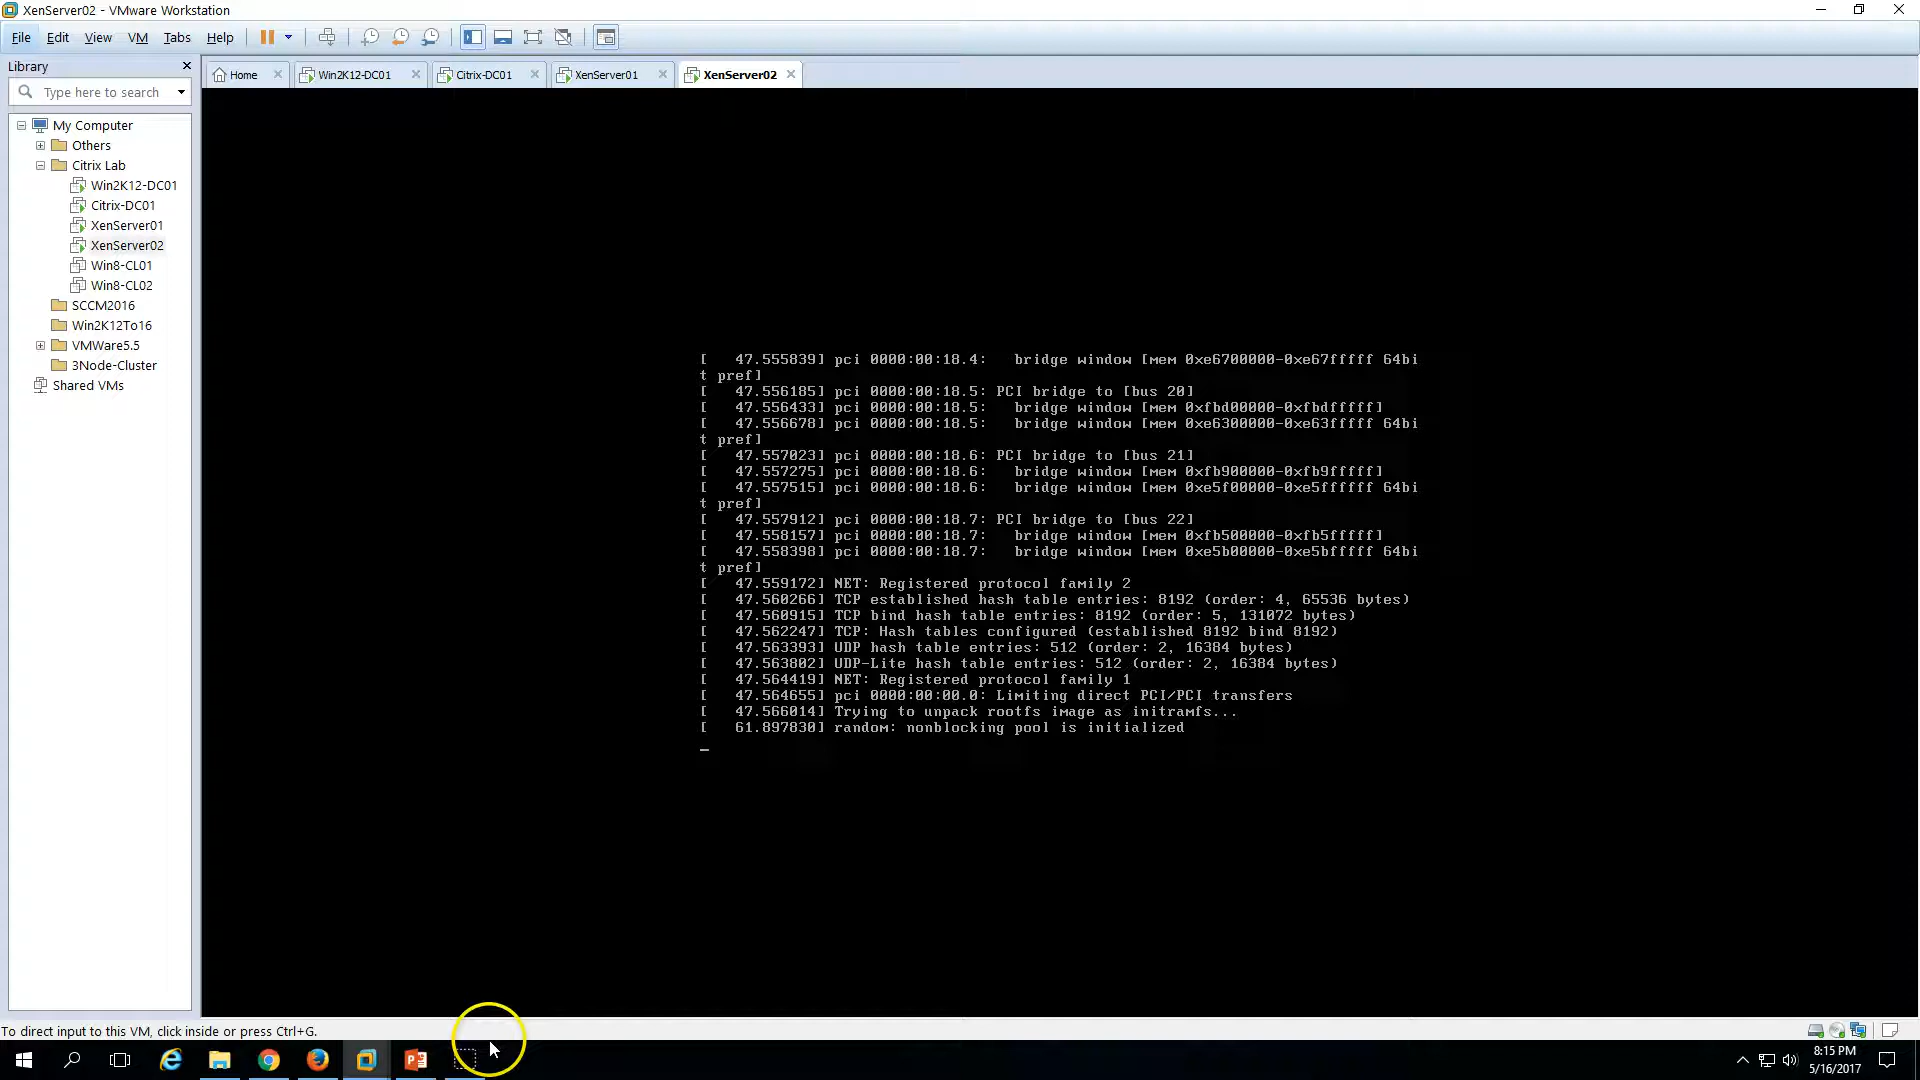 XenServer02 - VMware Workstation
File Edit View VM Tabs Help
Library
Type here to search
Home
Win2K12-DC01
Citrix-DC01
XenServer01
XenServer02
My Computer
Others
Citrix Lab
Win2K12-DC01
Citrix-DC01
XenServer01
XenServer02
Win8-CL01
Win8-CL02
SCCM2016
Win2K12To16
VMWare5.5
3Node-Cluster
Shared VMs
[   47.555839] pci 0000:00:18.4:   bridge window [mem 0xe6700000-0xe67fffff 64bi
t pref]
[   47.556185] pci 0000:00:18.5: PCI bridge to [bus 20]
[   47.556433] pci 0000:00:18.5:   bridge window [mem 0xfbd00000-0xfbdfffff]
[   47.556678] pci 0000:00:18.5:   bridge window [mem 0xe6300000-0xe63fffff 64bi
t pref]
[   47.557023] pci 0000:00:18.6: PCI bridge to [bus 21]
[   47.557275] pci 0000:00:18.6:   bridge window [mem 0xfb900000-0xfb9fffff]
[   47.557515] pci 0000:00:18.6:   bridge window [mem 0xe5f00000-0xe5ffffff 64bi
t pref]
[   47.557912] pci 0000:00:18.7: PCI bridge to [bus 22]
[   47.558157] pci 0000:00:18.7:   bridge window [mem 0xfb500000-0xfb5fffff]
[   47.558398] pci 0000:00:18.7:   bridge window [mem 0xe5b00000-0xe5bfffff 64bi
t pref]
[   47.559172] NET: Registered protocol family 2
[   47.560266] TCP established hash table entries: 8192 (order: 4, 65536 bytes)
[   47.560915] TCP bind hash table entries: 8192 (order: 5, 131072 bytes)
[   47.562247] TCP: Hash tables configured (established 8192 bind 8192)
[   47.563393] UDP hash table entries: 512 (order: 2, 16384 bytes)
[   47.563802] UDP-Lite hash table entries: 512 (order: 2, 16384 bytes)
[   47.564419] NET: Registered protocol family 1
[   47.564655] pci 0000:00:00.0: Limiting direct PCI/PCI transfers
[   47.566014] Trying to unpack rootfs image as initramfs...
[   61.897830] random: nonblocking pool is initialized
To direct input to this VM, click inside or press Ctrl+G.
8:15 PM
5/16/2017